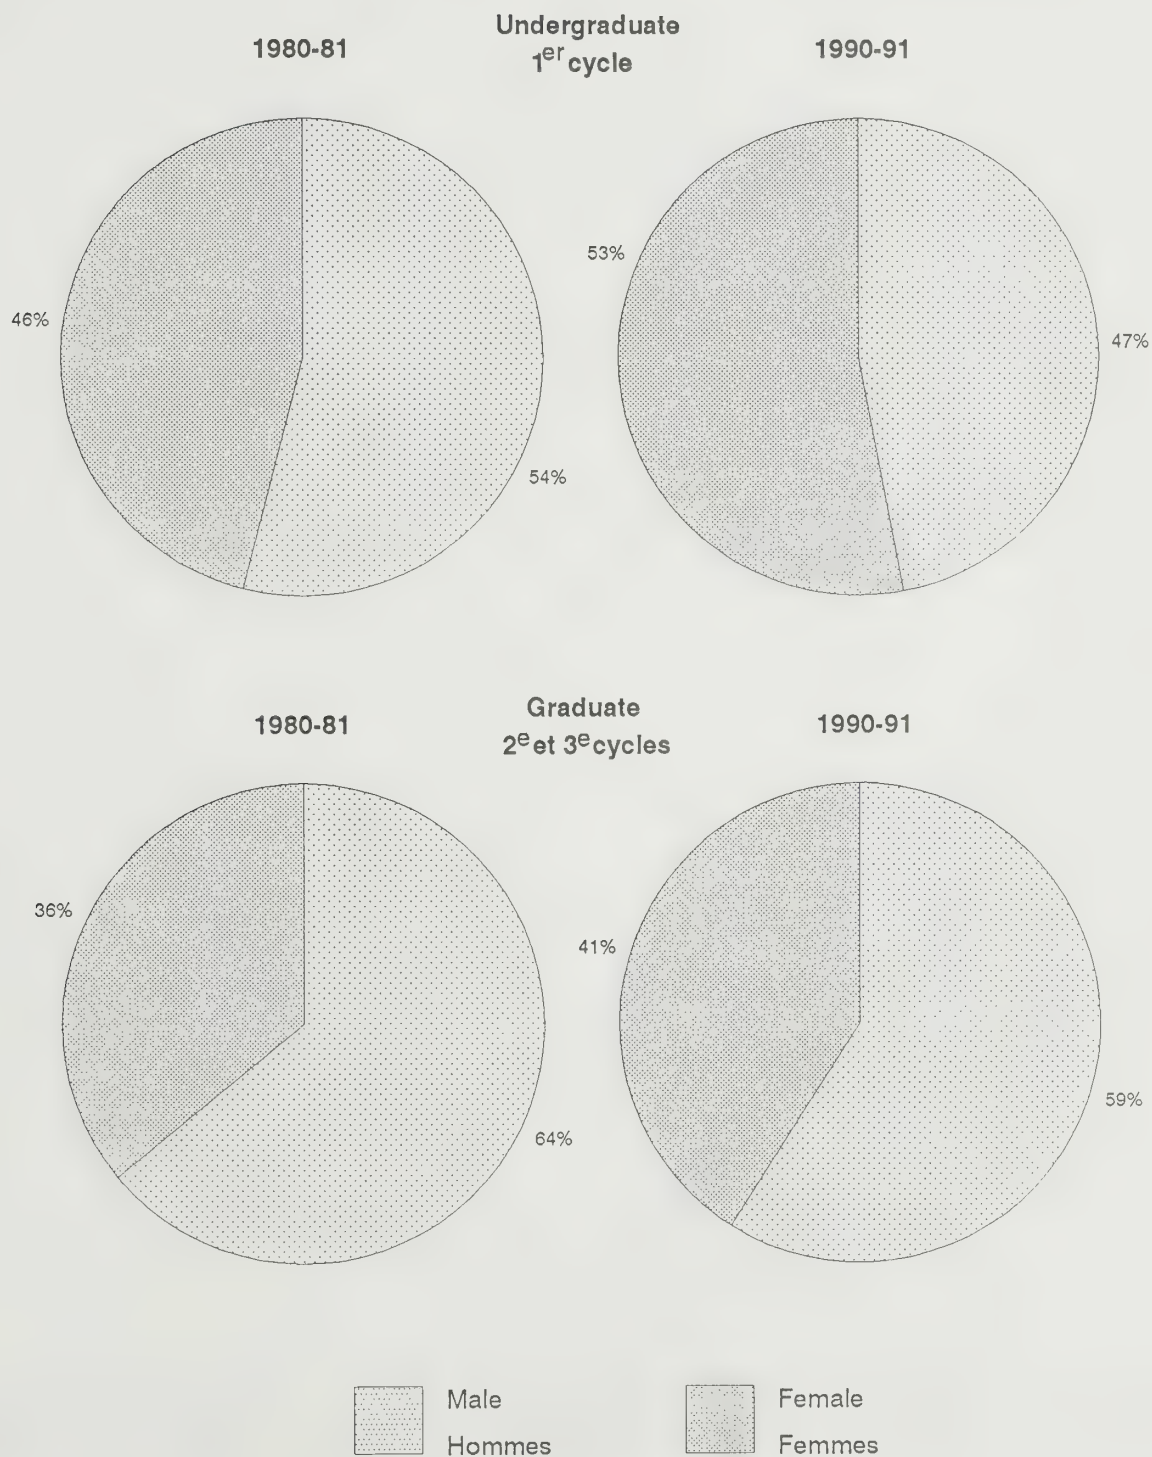 Undergraduate
1er cycle
1980-81
1990-91
46%
54%
53%
47%
Graduate
2e et 3e cycles
1980-81
1990-91
36%
64%
41%
59%
Male
Hommes
Female
Femmes